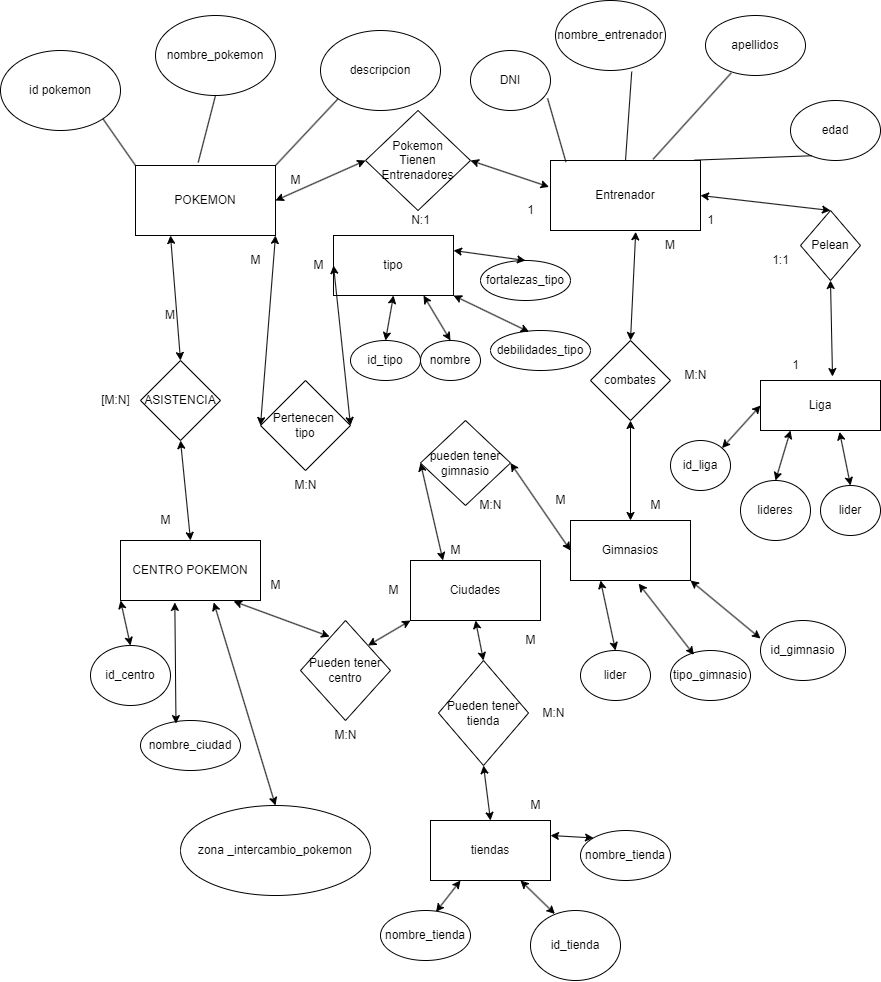 nombre_pokemon
id pokemon
descripcion
nombre_entrenador
apellidos
DNI
edad
Pokemon
Tienen
Entrenadores
POKEMON
M
N:1
1
Entrenador
1
Pelean
1:1
M
M
M
tipo
fortalezas_tipo
id_tipo
nombre
debilidades_tipo
M
[M:N]
ASISTENCIA
Pertenecen
tipo
M:N
combates
M:N
1
Liga
id_liga
lideres
lider
pueden tener
gimnasio
M:N
M
M
M
M
Gimnasios
CENTRO POKEMON
M
M
Ciudades
M
id_centro
nombre_ciudad
zona _intercambio_pokemon
Pueden tener
centro
M:N
Pueden tener
tienda
M:N
lider
tipo_gimnasio
id_gimnasio
M
tiendas
nombre_tienda
nombre_tienda
id_tienda